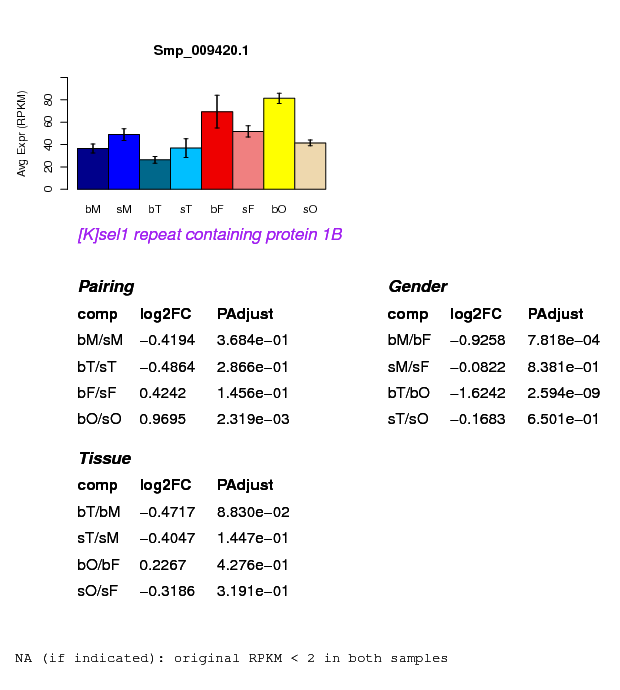 Smp_009420.1
Avg Expr (RPKM)
0 20 40 60 80
bM sM bT sT bF sF bO sO
[K]sel1 repeat containing protein 1B
Pairing
comp log2FC PAdjust
bM/sM −0.4194 3.684e−01
bT/sT −0.4864 2.866e−01
bF/sF 0.4242 1.456e−01
bO/sO 0.9695 2.319e−03
Gender
comp log2FC PAdjust
bM/bF −0.9258 7.818e−04
sM/sF −0.0822 8.381e−01
bT/bO −1.6242 2.594e−09
sT/sO −0.1683 6.501e−01
Tissue
comp log2FC PAdjust
bT/bM −0.4717 8.830e−02
sT/sM −0.4047 1.447e−01
bO/bF 0.2267 4.276e−01
sO/sF −0.3186 3.191e−01
NA (if indicated): original RPKM < 2 in both samples